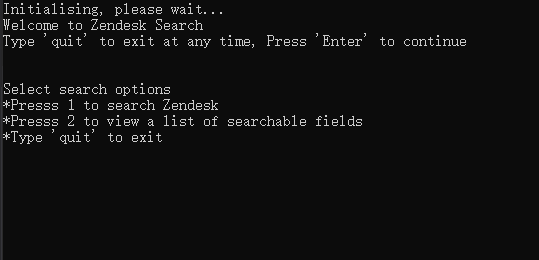 Initialising, please wait...
Welcome to Zendesk Search
Type 'quit' to exit at any time, Press 'Enter' to continue
Select search options
*Presss 1 to search Zendesk
*Presss 2 to view a list of searchable fields
*Type 'quit' to exit